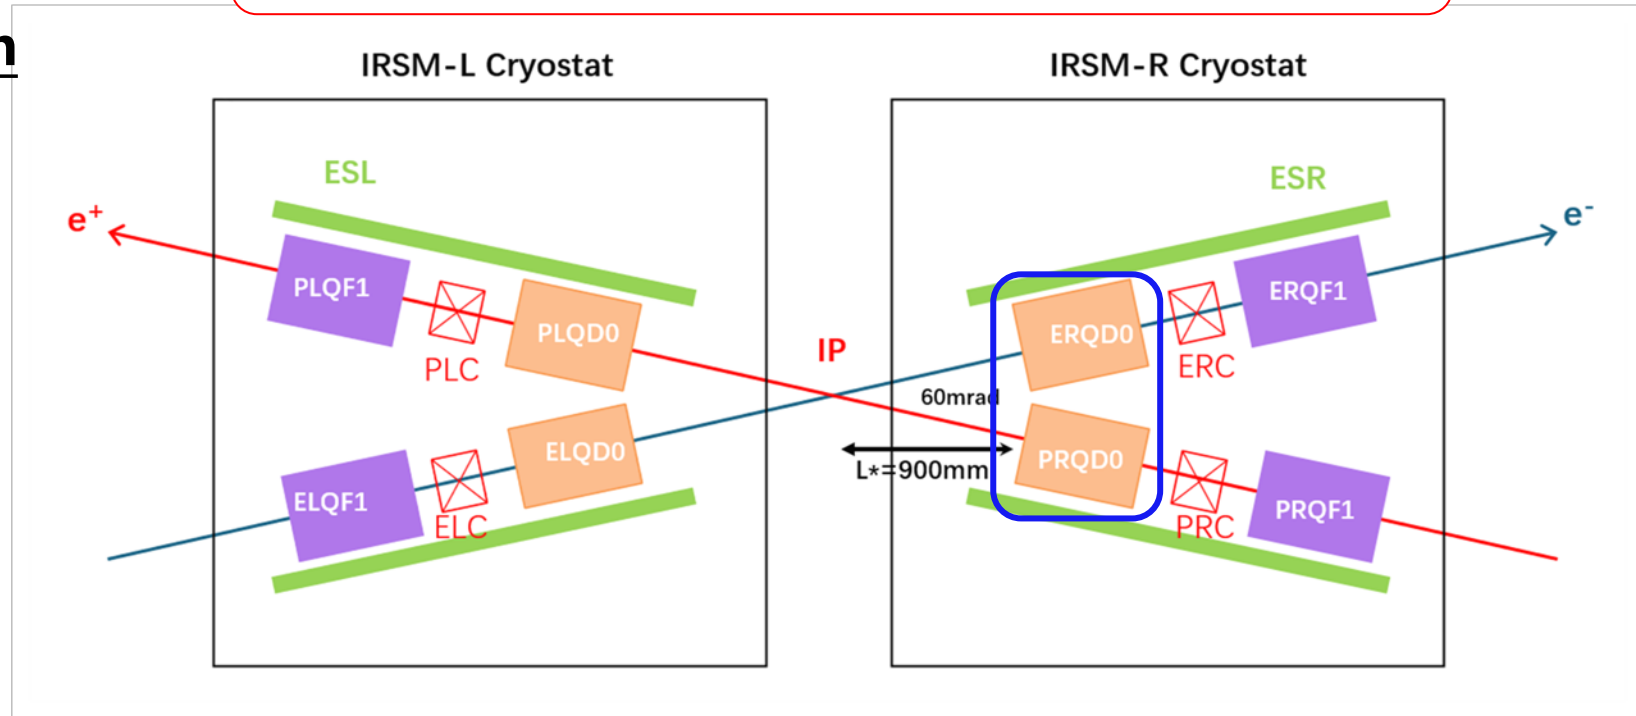 IRSM-L Cryostat
IRSM-R Cryostat
ESL
ESR
e⁺
e⁻
PLQF1
PLC
PLQD0
IP
ERQD0
ERC
ERQF1
60mrad
L*=900mm
ELQF1
ELC
ELQD0
PRQD0
PRC
PRQF1